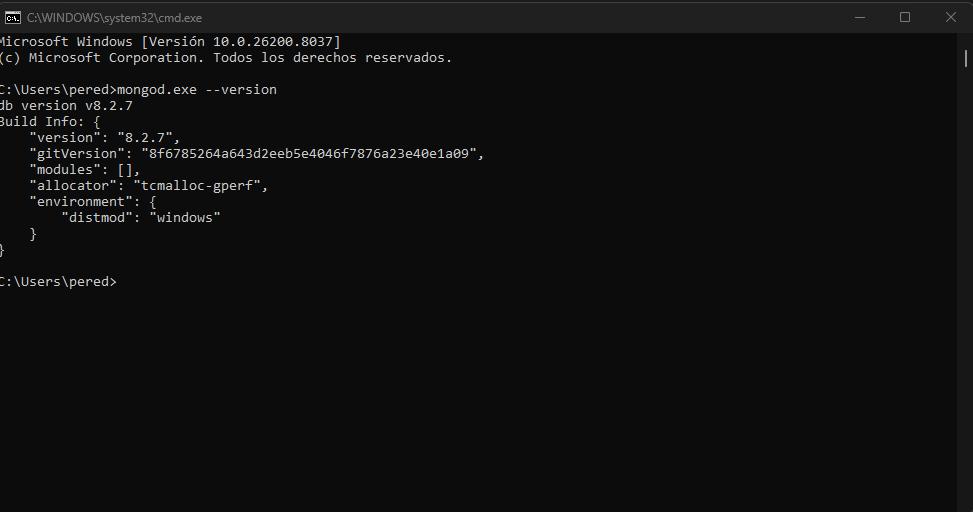 C:\WINDOWS\system32\cmd.exe
Microsoft Windows [Versión 10.0.26200.8037]
(c) Microsoft Corporation. Todos los derechos reservados.
C:\Users\pered>mongod.exe --version
db version v8.2.7
Build Info: {
    "version": "8.2.7",
    "gitVersion": "8f6785264a643d2eeb5e4046f7876a23e40e1a09",
    "modules": [],
    "allocator": "tcmalloc-gperf",
    "environment": {
        "distmod": "windows"
    }
}
C:\Users\pered>